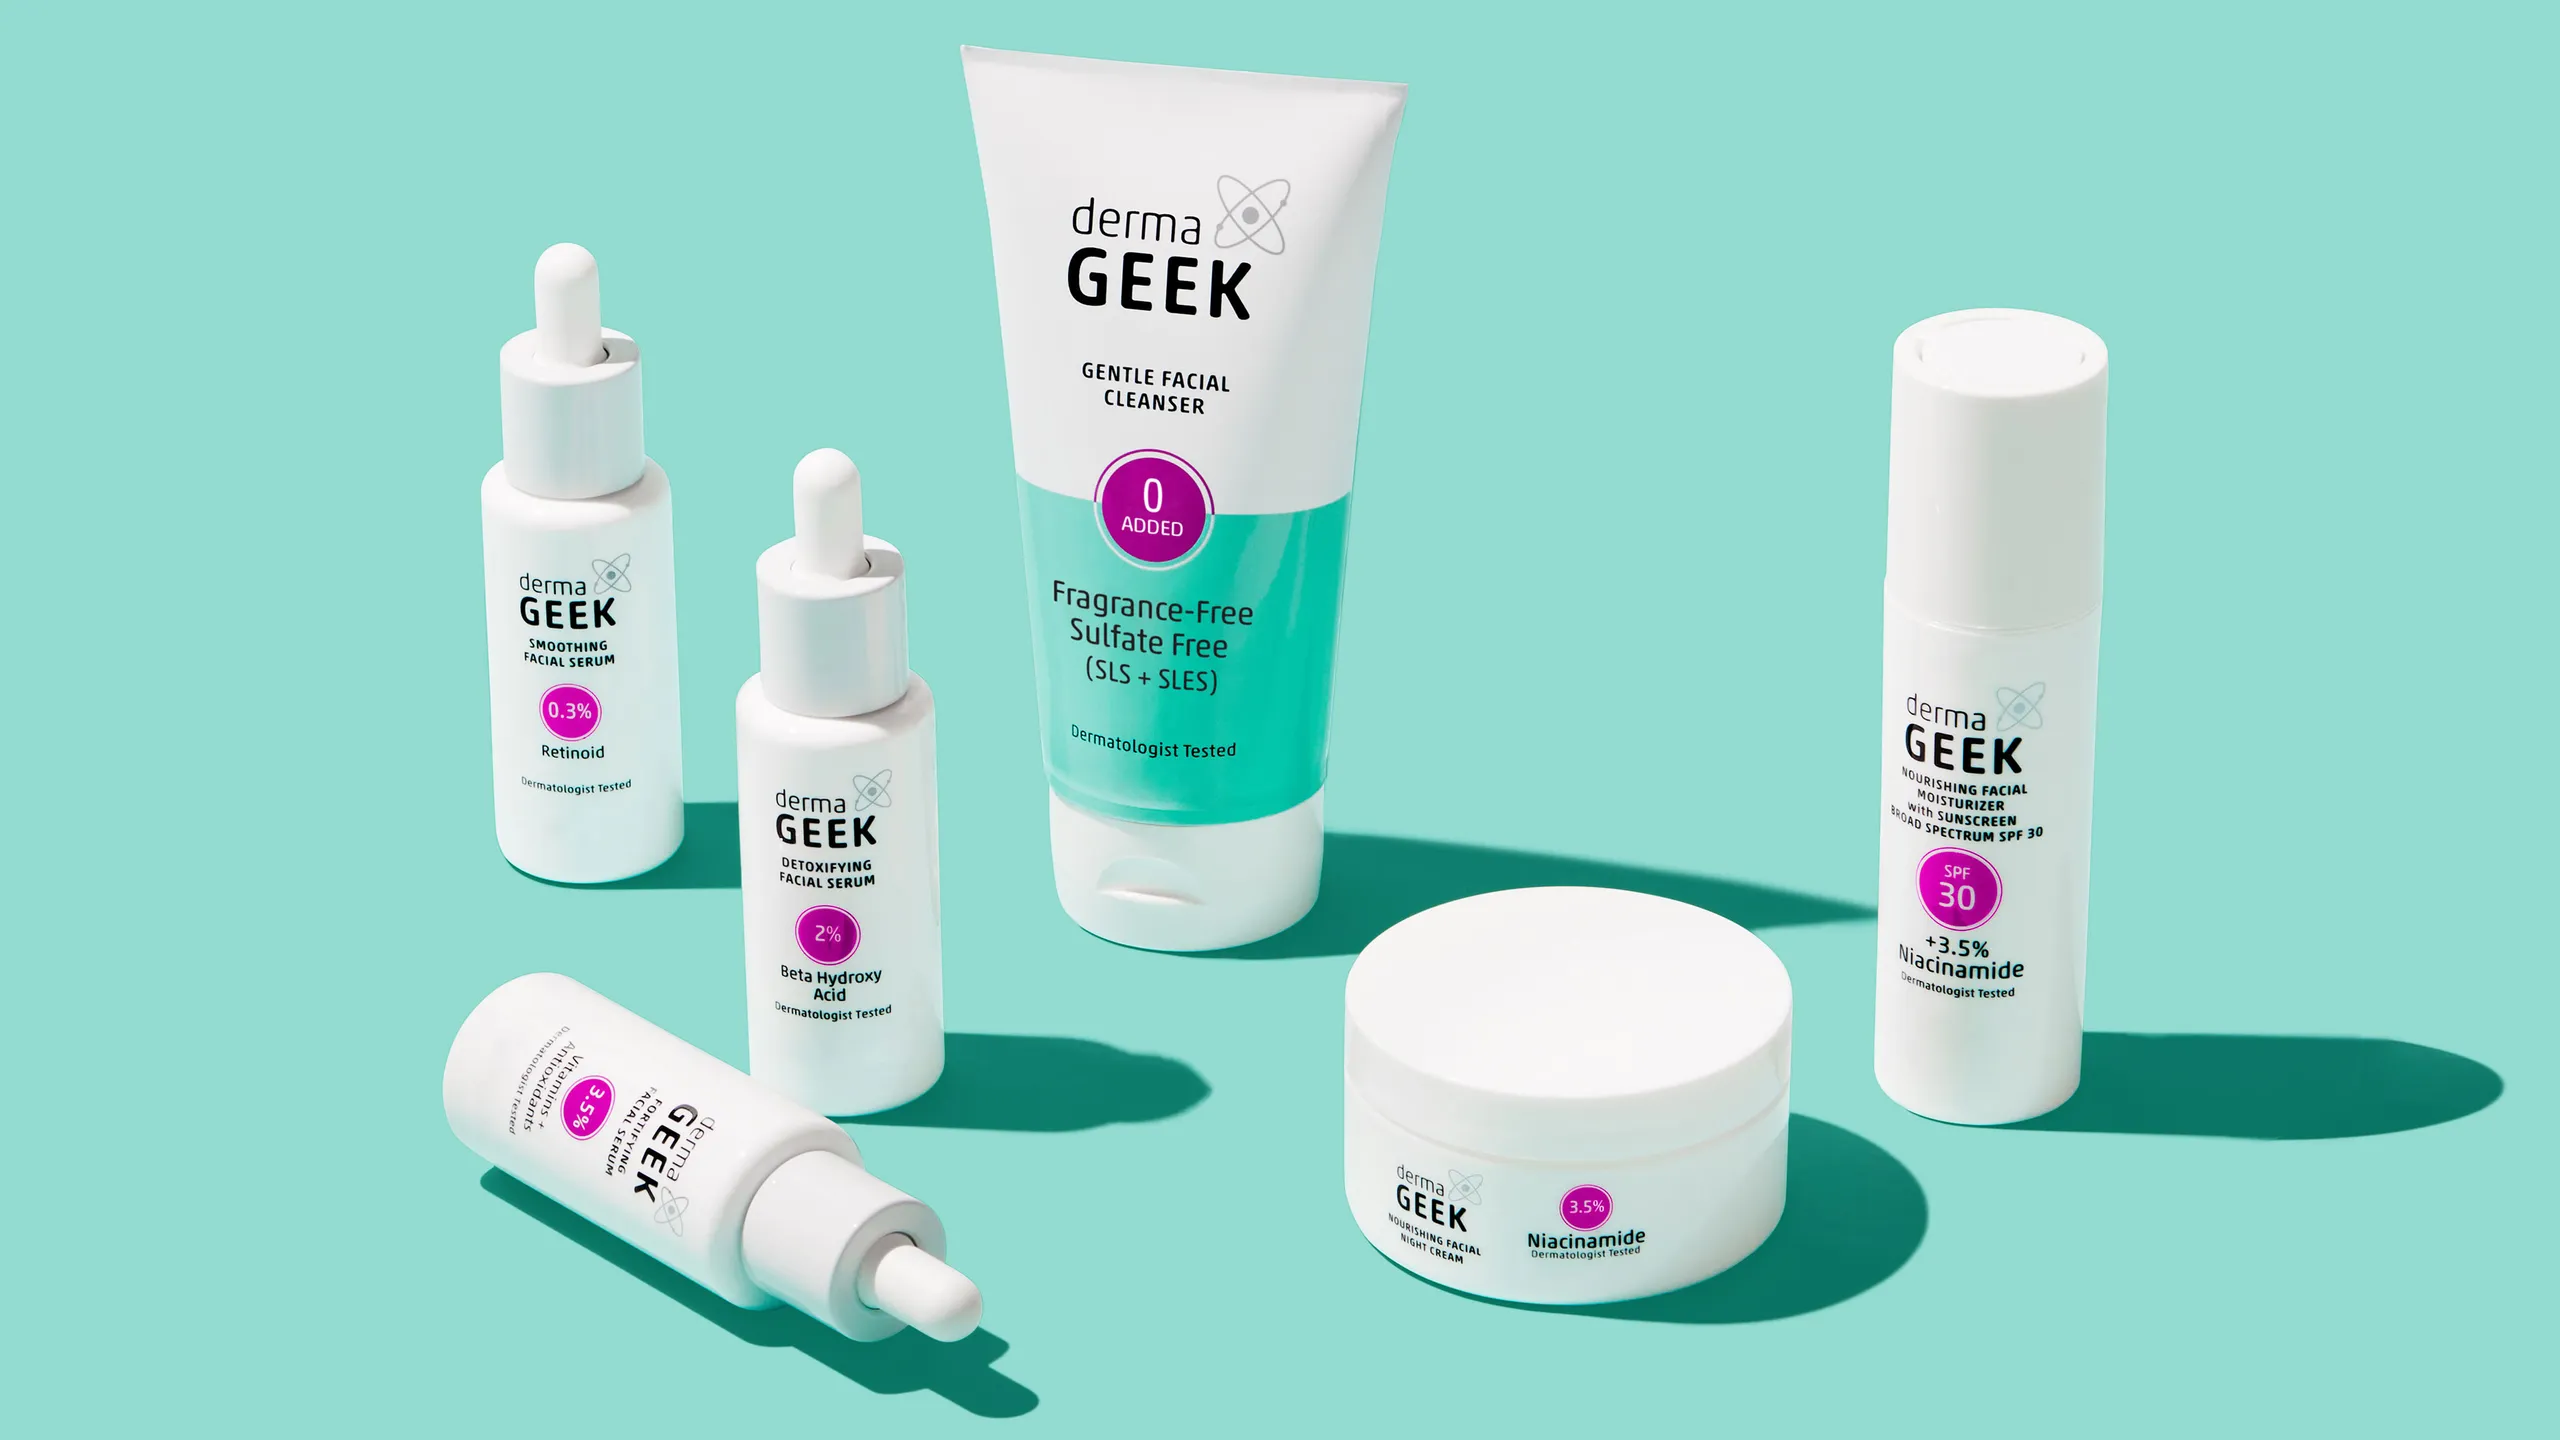 derma
GEEK
SMOOTHING
FACIAL SERUM
0.3%
Retinoid
Dermatologist Tested
derma
GEEK
DETOXIFYING
FACIAL SERUM
2%
Beta Hydroxy
Acid
Dermatologist Tested
derma
GEEK
FORTIFYING
FACIAL SERUM
3.5%
Vitamins +
Antioxidants
Dermatologist Tested
derma
GEEK
GENTLE FACIAL
CLEANSER
0
ADDED
Fragrance-Free
Sulfate Free
(SLS + SLES)
Dermatologist Tested
derma
GEEK
NOURISHING FACIAL
NIGHT CREAM
3.5%
Niacinamide
Dermatologist Tested
derma
GEEK
NOURISHING FACIAL
MOISTURIZER
with SUNSCREEN
BROAD SPECTRUM SPF 30
SPF
30
+3.5%
Niacinamide
Dermatologist Tested